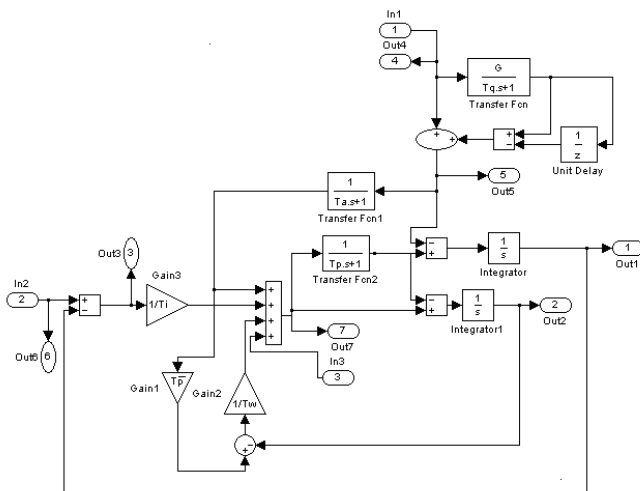 In1
1
Out4
4
G
Tq.s+1
Transfer Fcn
+
+
+
−
1
z
Unit Delay
5
Out5
1
Ta.s+1
Transfer Fcn1
Out3
3
Gain3
In2
2
+
−
1/Ti
Out6
6
+
+
+
+
1
Tp.s+1
Transfer Fcn2
−
+
1
s
Integrator
1
Out1
−
+
1
s
Integrator1
2
Out2
7
Out7
In3
3
Gain1
Tp
Gain2
1/Tw
+
−